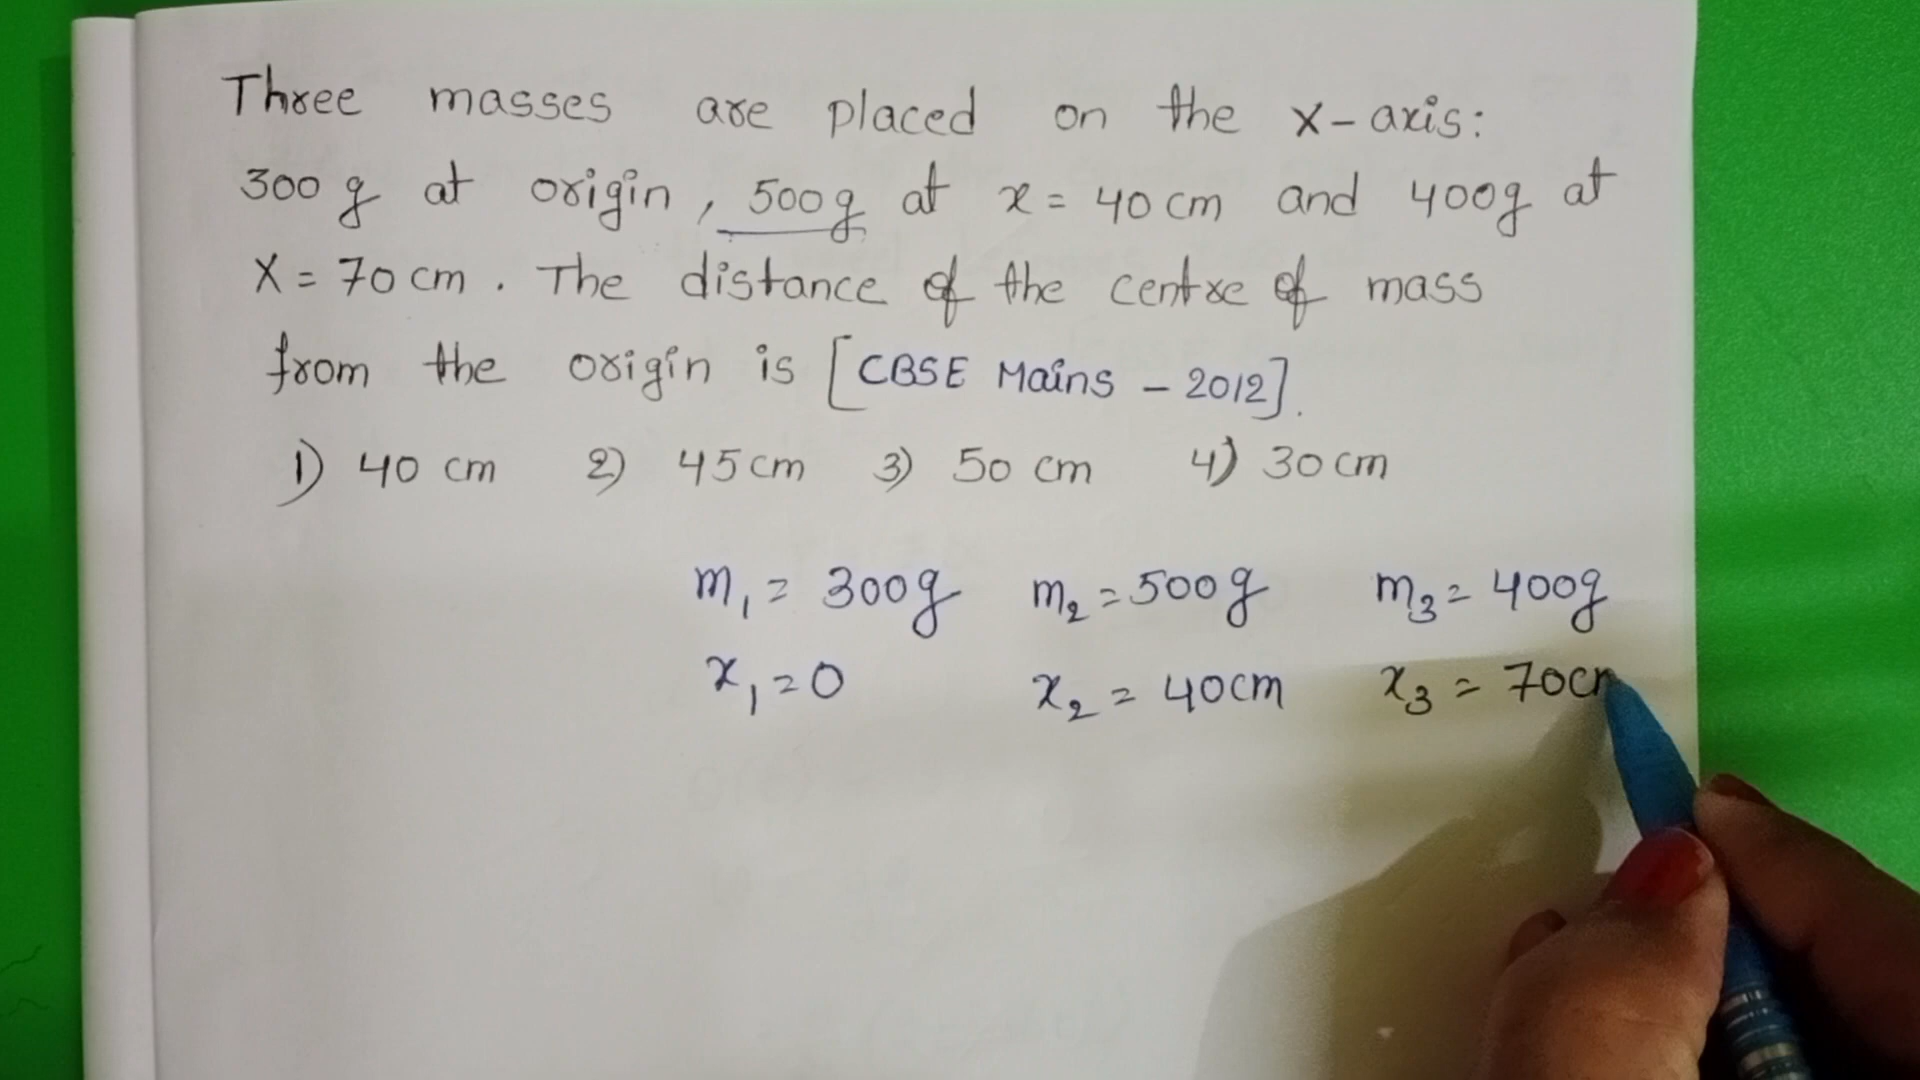 Three masses are placed on the X-axis:
300 g at origin, 500g at x = 40 cm and 400g at
X = 70 cm. The distance of the centre of mass
from the origin is [CBSE Mains - 2012].
1) 40 cm 2) 45 cm 3) 50 cm 4) 30 cm
m₁ = 300g m₂ = 500g m₃ = 400g
x₁ = 0 x₂ = 40cm x₃ = 70cm